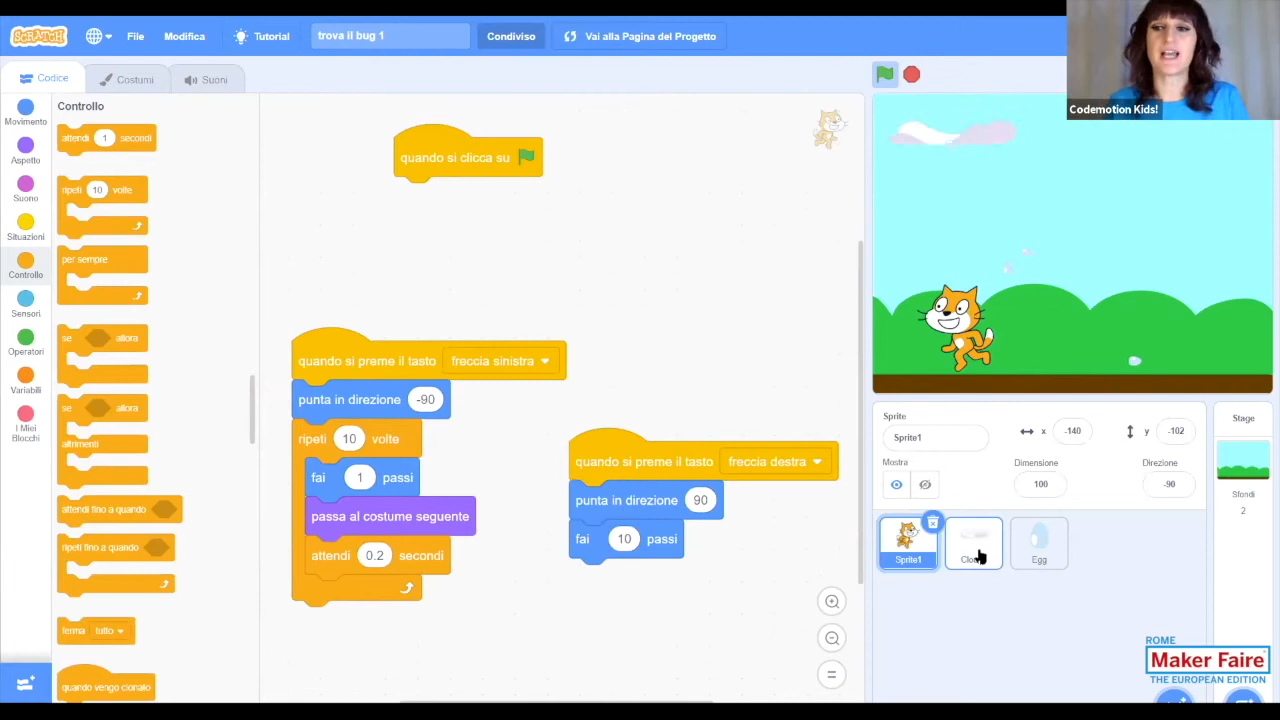 SCRATCH
File
Modifica
Tutorial
trova il bug 1
Condiviso
Vai alla Pagina del Progetto
Codemotion Kids!
Codice
Costumi
Suoni
Movimento
Aspetto
Suono
Situazioni
Controllo
Sensori
Operatori
Variabili
I Miei
Blocchi
Controllo
attendi 1 secondi
ripeti 10 volte
per sempre
se allora
se allora
altrimenti
attendi fino a quando
ripeti fino a quando
ferma tutto
quando vengo clonato
quando si clicca su
quando si preme il tasto freccia sinistra
punta in direzione -90
ripeti 10 volte
fai 1 passi
passa al costume seguente
attendi 0.2 secondi
quando si preme il tasto freccia destra
punta in direzione 90
fai 10 passi
Sprite
Sprite1
x -140
y -102
Mostra
Dimensione
100
Direzione
-90
Sprite1
Egg
Stage
Sfondi
2
ROME
Maker Faire
THE EUROPEAN EDITION